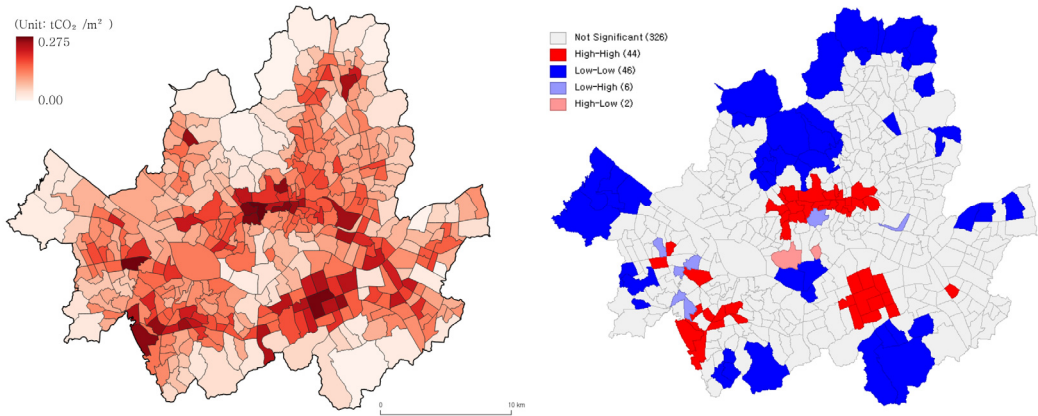 (Unit: tCO₂ /m²)
0.275
0.00
0 10 km
Not Significant (326)
High-High (44)
Low-Low (46)
Low-High (6)
High-Low (2)